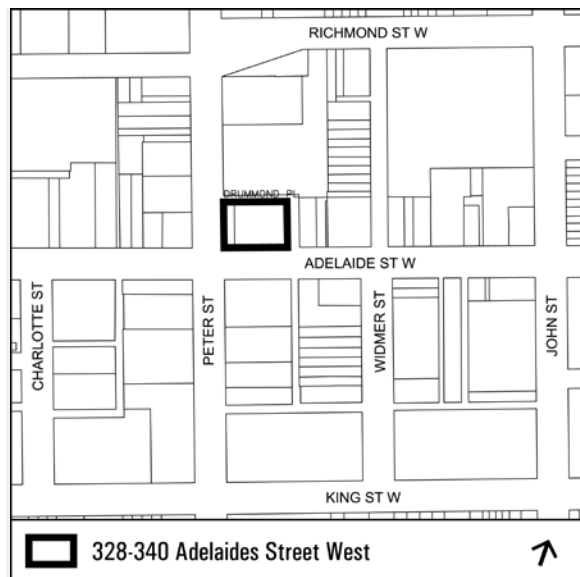 RICHMOND ST W
DRUMMOND PL
ADELAIDE ST W
CHARLOTTE ST
PETER ST
WIDMER ST
JOHN ST
KING ST W
328-340 Adelaides Street West